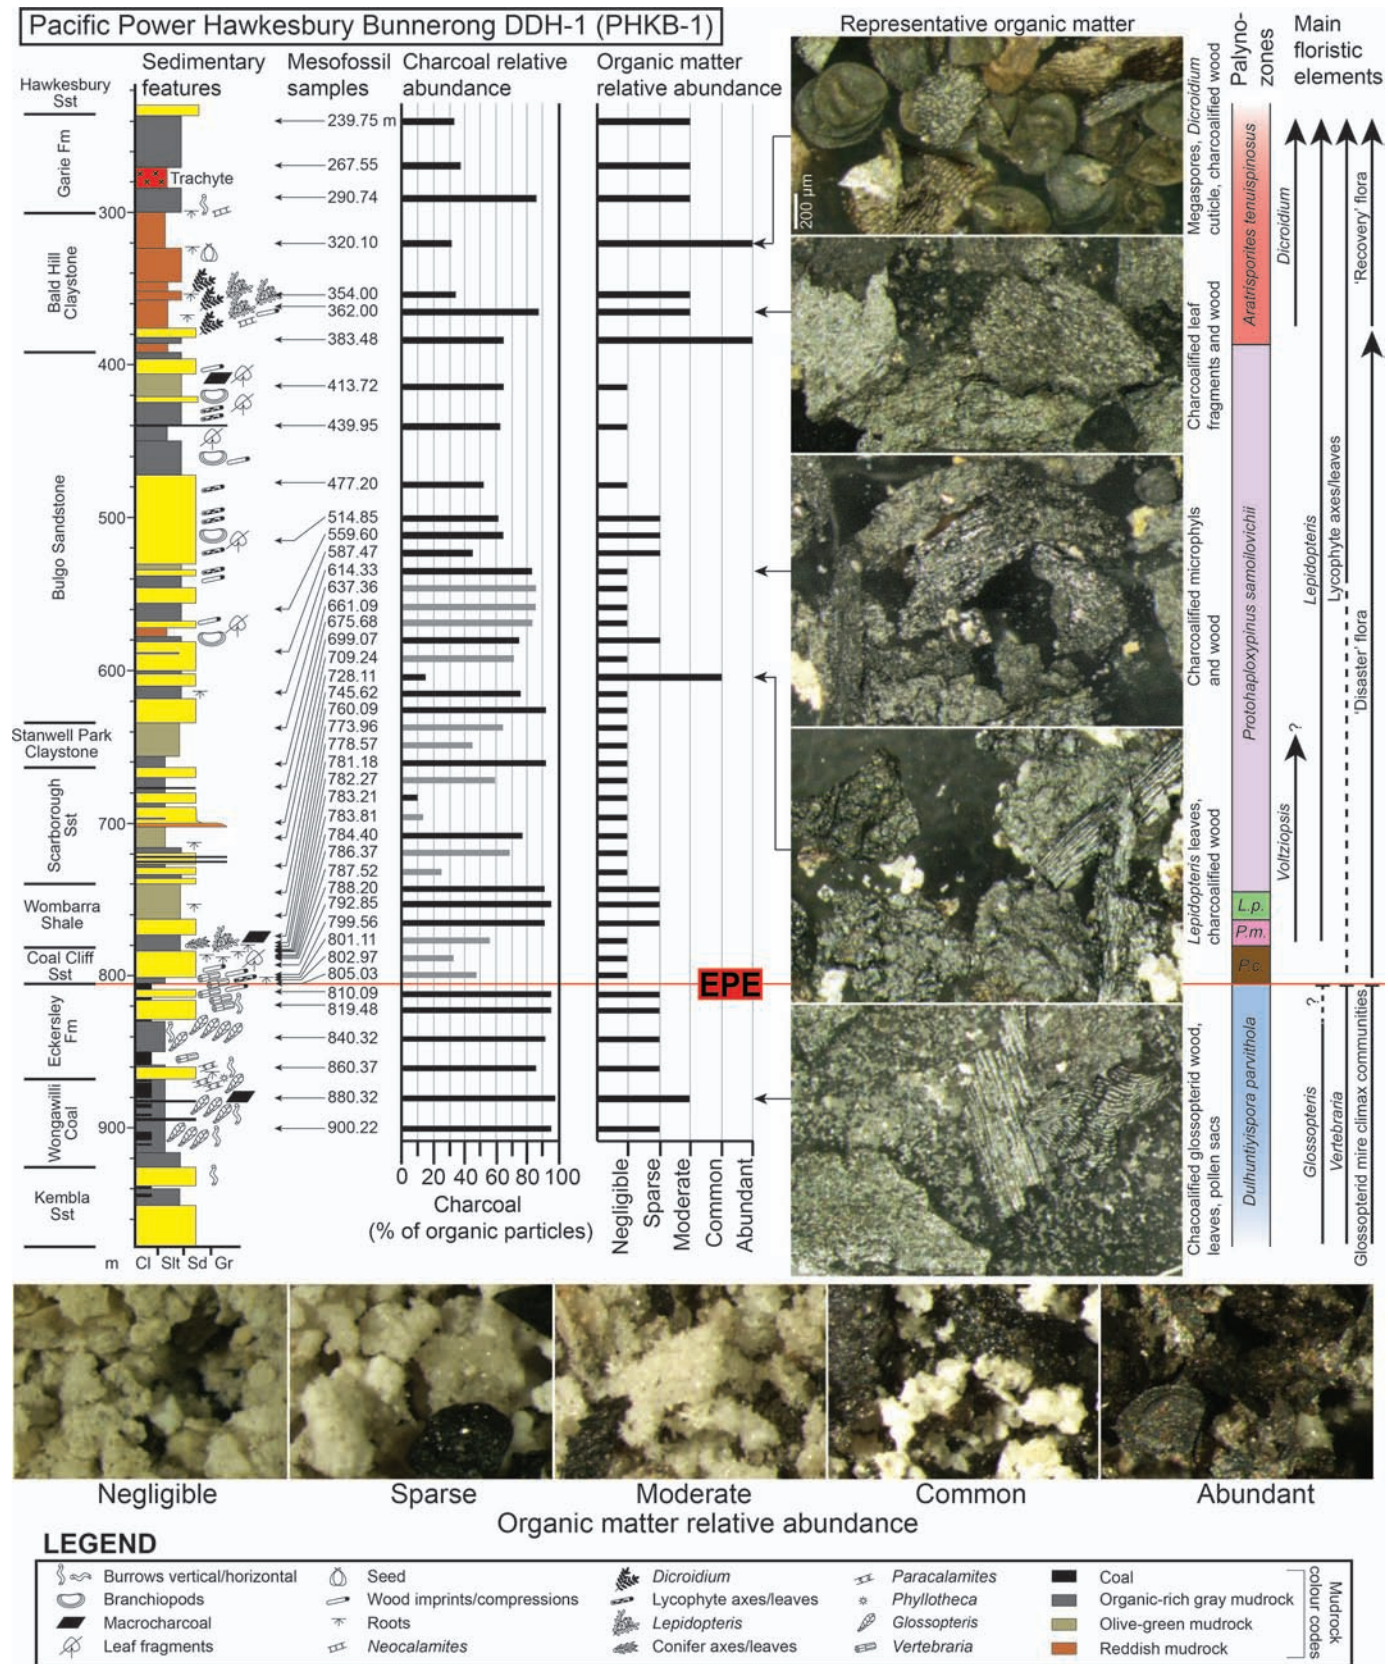 Pacific Power Hawkesbury Bunnerong DDH-1 (PHKB-1)
Sedimentary
features
Mesofossil
samples
Charcoal relative
abundance
Organic matter
relative abundance
Representative organic matter
Palyno-
zones
Main
floristic
elements
Hawkesbury
Sst
Garie Fm
Bald Hill
Claystone
Bulgo Sandstone
Stanwell Park
Claystone
Scarborough
Sst
Wombarra
Shale
Coal Cliff
Sst
Eckersley
Fm
Wongawilli
Coal
Kembla
Sst
300
400
500
600
700
800
900
m
Cl
Slt
Sd
Gr
Trachyte
239.75 m
267.55
290.74
320.10
354.00
362.00
383.48
413.72
439.95
477.20
514.85
559.60
587.47
614.33
637.36
661.09
675.68
699.07
709.24
728.11
745.62
760.09
773.96
778.57
781.18
782.27
783.21
783.81
784.40
786.37
787.52
788.20
792.85
799.56
801.11
802.97
805.03
810.09
819.48
840.32
860.37
880.32
900.22
0 20 40 60 80 100
Charcoal
(% of organic particles)
Negligible
Sparse
Moderate
Common
Abundant
EPE
200 µm
Megaspores, Dicroidium
cuticle, charcoalified wood
Charcoalified leaf
fragments and wood
Charcoalified microphyls
and wood
Lepidopteris leaves,
charcoalified wood
Chacoalified glossopterid wood,
leaves, pollen sacs
Aratrisporites tenuispinosus
Protohaploxypinus samoilovichii
L.p.
P.m.
P.c.
Dulhuntyispora parvithola
Dicroidium
Lepidopteris
Lycophyte axes/leaves
'Recovery' flora
'Disaster' flora
Voltziopsis
?
?
Glossopteris
Vertebraria
Glossopterid mire climax communities
Negligible
Sparse
Moderate
Common
Abundant
Organic matter relative abundance
LEGEND
Burrows vertical/horizontal
Branchiopods
Macrocharcoal
Leaf fragments
Seed
Wood imprints/compressions
Roots
Neocalamites
Dicroidium
Lycophyte axes/leaves
Lepidopteris
Conifer axes/leaves
Paracalamites
Phyllotheca
Glossopteris
Vertebraria
Coal
Organic-rich gray mudrock
Olive-green mudrock
Reddish mudrock
Mudrock
colour codes